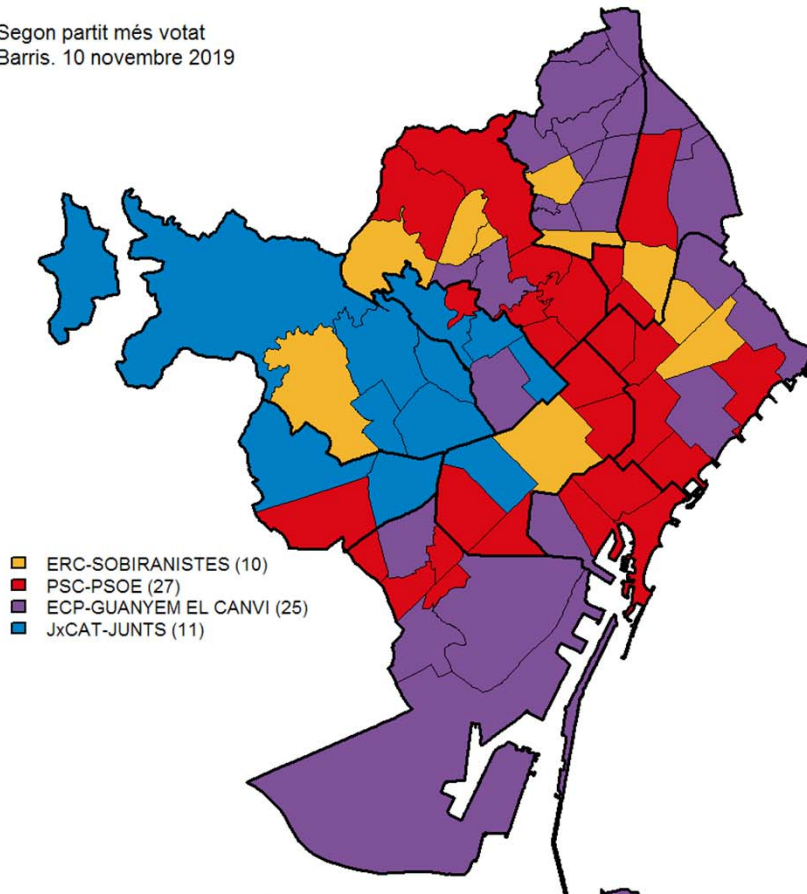 Segon partit més votat
Barris. 10 novembre 2019
ERC-SOBIRANISTES (10)
PSC-PSOE (27)
ECP-GUANYEM EL CANVI (25)
JxCAT-JUNTS (11)